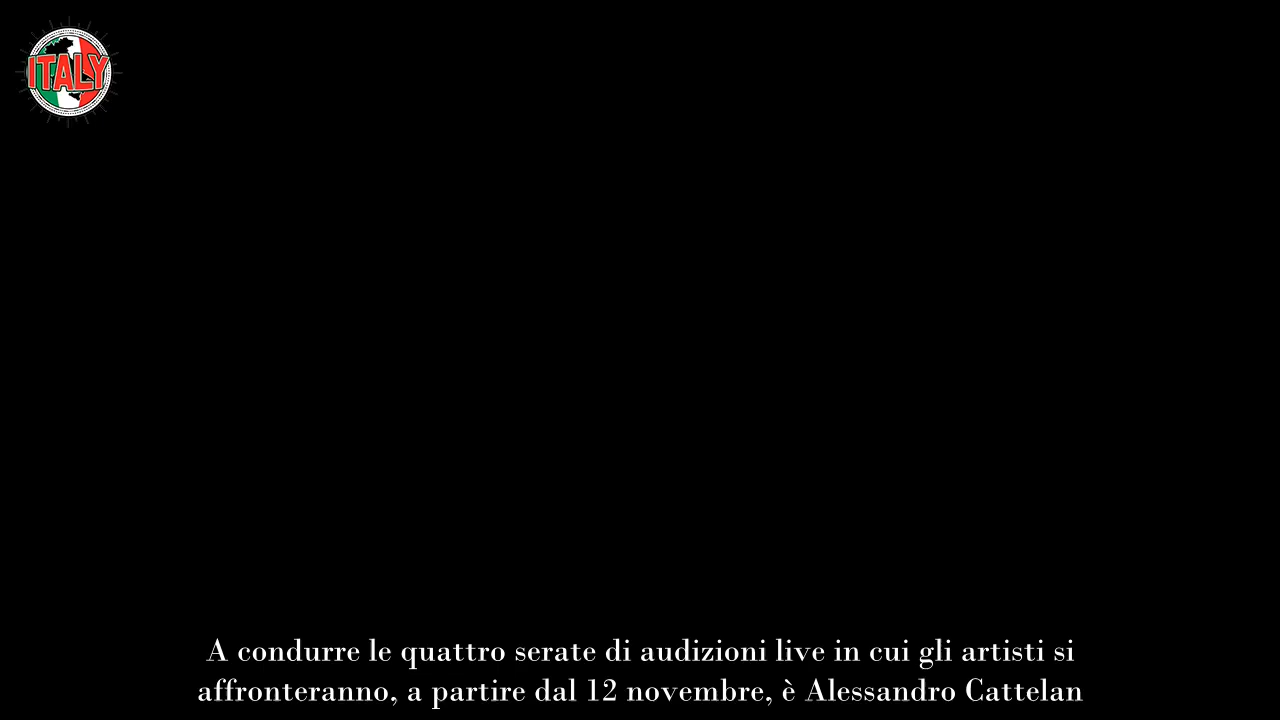 ITALY
A condurre le quattro serate di audizioni live in cui gli artisti si
affronteranno, a partire dal 12 novembre, è Alessandro Cattelan